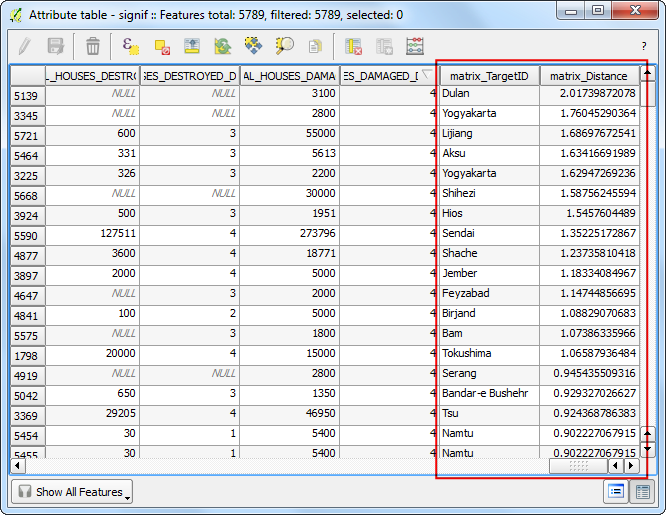 Attribute table - signif :: Features total: 5789, filtered: 5789, selected: 0
?
L_HOUSES_DESTRO SES_DESTROYED_D AL_HOUSES_DAMA ES_DAMAGED_D matrix_TargetID matrix_Distance
5139 NULL NULL 3100 4 Dulan 2.01739872078
3345 NULL NULL 2800 4 Yogyakarta 1.76045290364
5721 600 3 55000 4 Lijiang 1.68697672541
5464 331 3 5613 4 Aksu 1.63416691989
3225 326 3 2200 4 Yogyakarta 1.62947269236
5668 NULL NULL 30000 4 Shihezi 1.58756245594
3924 500 3 1951 4 Hios 1.5457604489
5590 127511 4 273796 4 Sendai 1.35225172867
4877 3600 4 18771 4 Shache 1.23735810418
3897 2000 4 5000 4 Jember 1.18334084967
4647 NULL 3 2000 4 Feyzabad 1.14744856695
4841 100 2 5000 4 Birjand 1.08829070683
5575 NULL 3 1800 4 Bam 1.07386335966
1798 20000 4 15000 4 Tokushima 1.06587936484
4919 NULL NULL 2800 4 Serang 0.945435509316
5042 650 3 1350 4 Bandar-e Bushehr 0.929327026627
3369 29205 4 46950 4 Tsu 0.924368786383
5454 30 1 5400 4 Namtu 0.902227067915
5455 30 1 5400 4 Namtu 0.902227067915
Show All Features